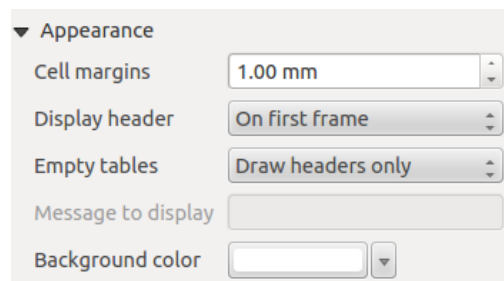 Appearance
Cell margins 1.00 mm
Display header On first frame
Empty tables Draw headers only
Message to display
Background color